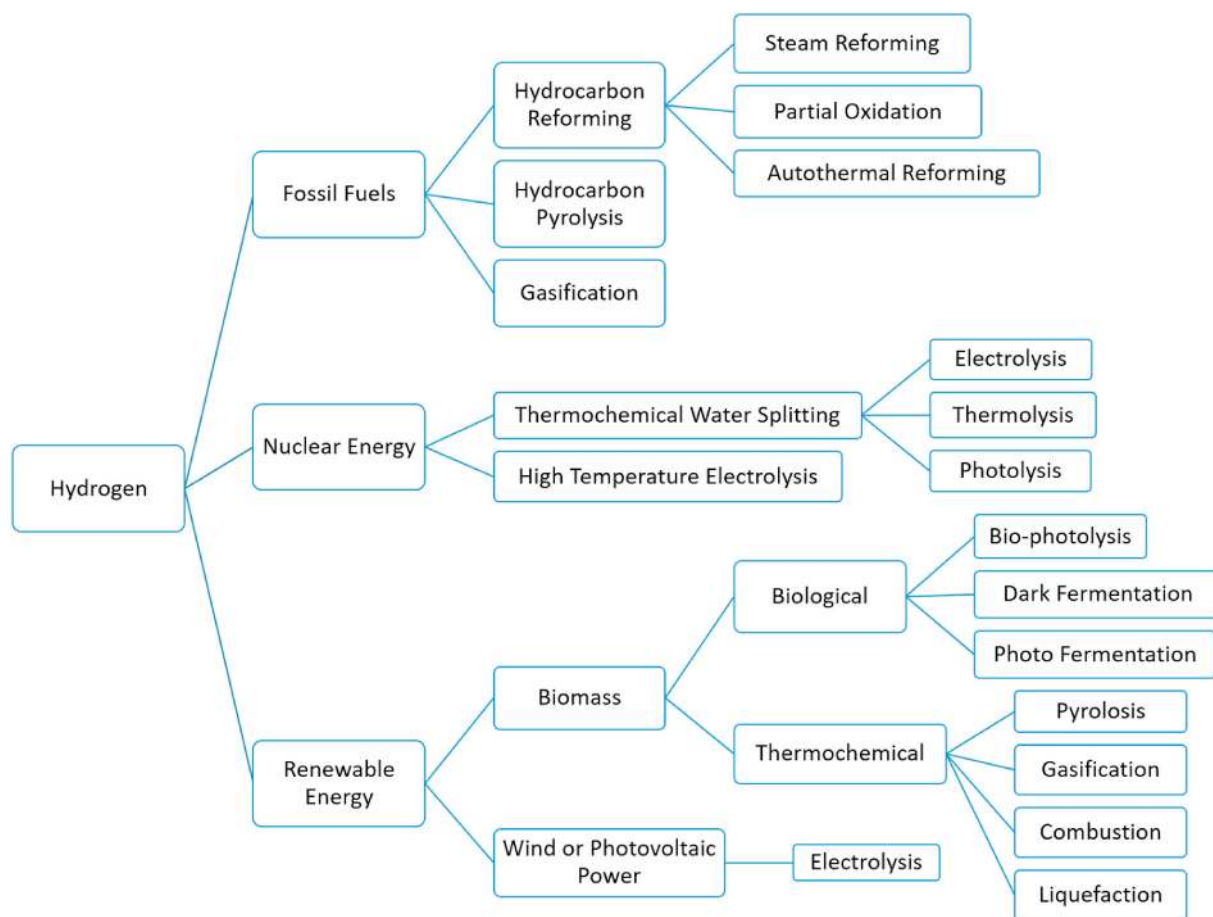 Steam Reforming
Hydrocarbon
Reforming
Partial Oxidation
Autothermal Reforming
Fossil Fuels
Hydrocarbon
Pyrolysis
Gasification
Electrolysis
Thermochemical Water Splitting
Thermolysis
Nuclear Energy
High Temperature Electrolysis
Photolysis
Hydrogen
Bio-photolysis
Biological
Dark Fermentation
Photo Fermentation
Biomass
Pyrolosis
Thermochemical
Gasification
Renewable
Energy
Combustion
Wind or Photovoltaic
Power
Electrolysis
Liquefaction